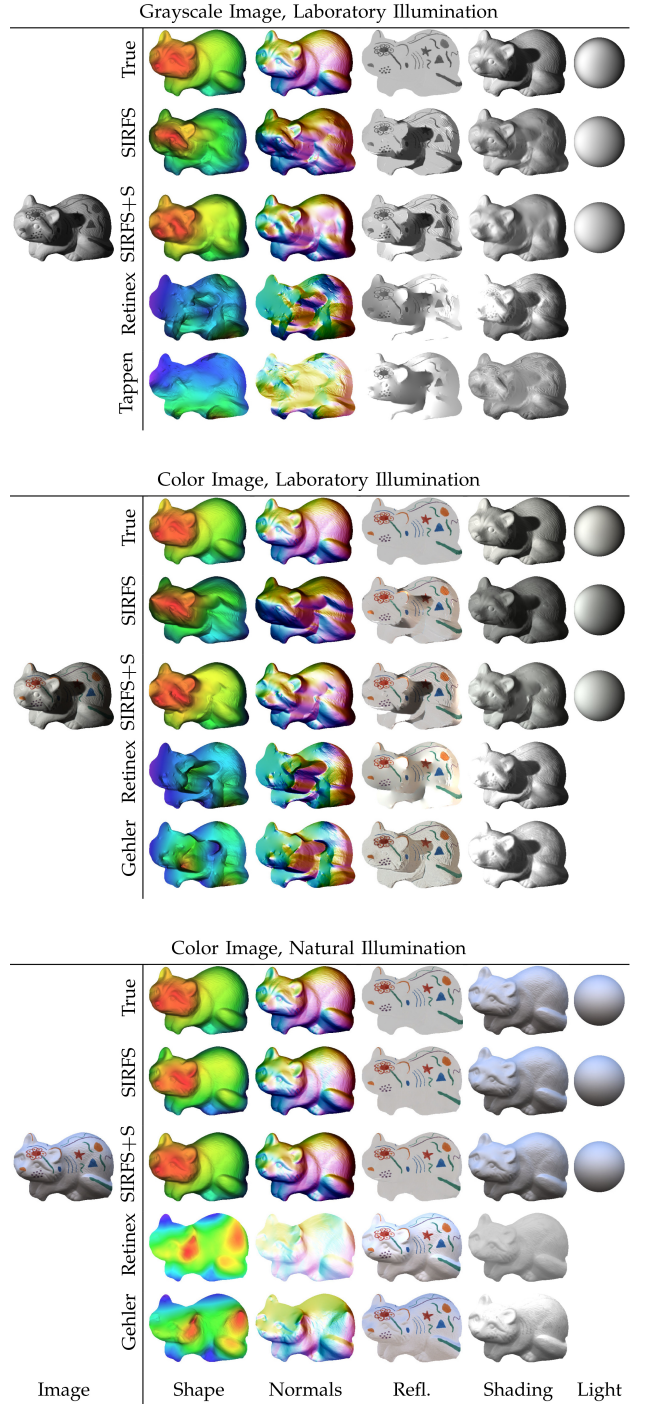 Grayscale Image, Laboratory Illumination
True
SIRFS
SIRFS+S
Retinex
Tappen
Color Image, Laboratory Illumination
True
SIRFS
SIRFS+S
Retinex
Gehler
Color Image, Natural Illumination
True
SIRFS
SIRFS+S
Retinex
Gehler
Image Shape Normals Refl. Shading Light